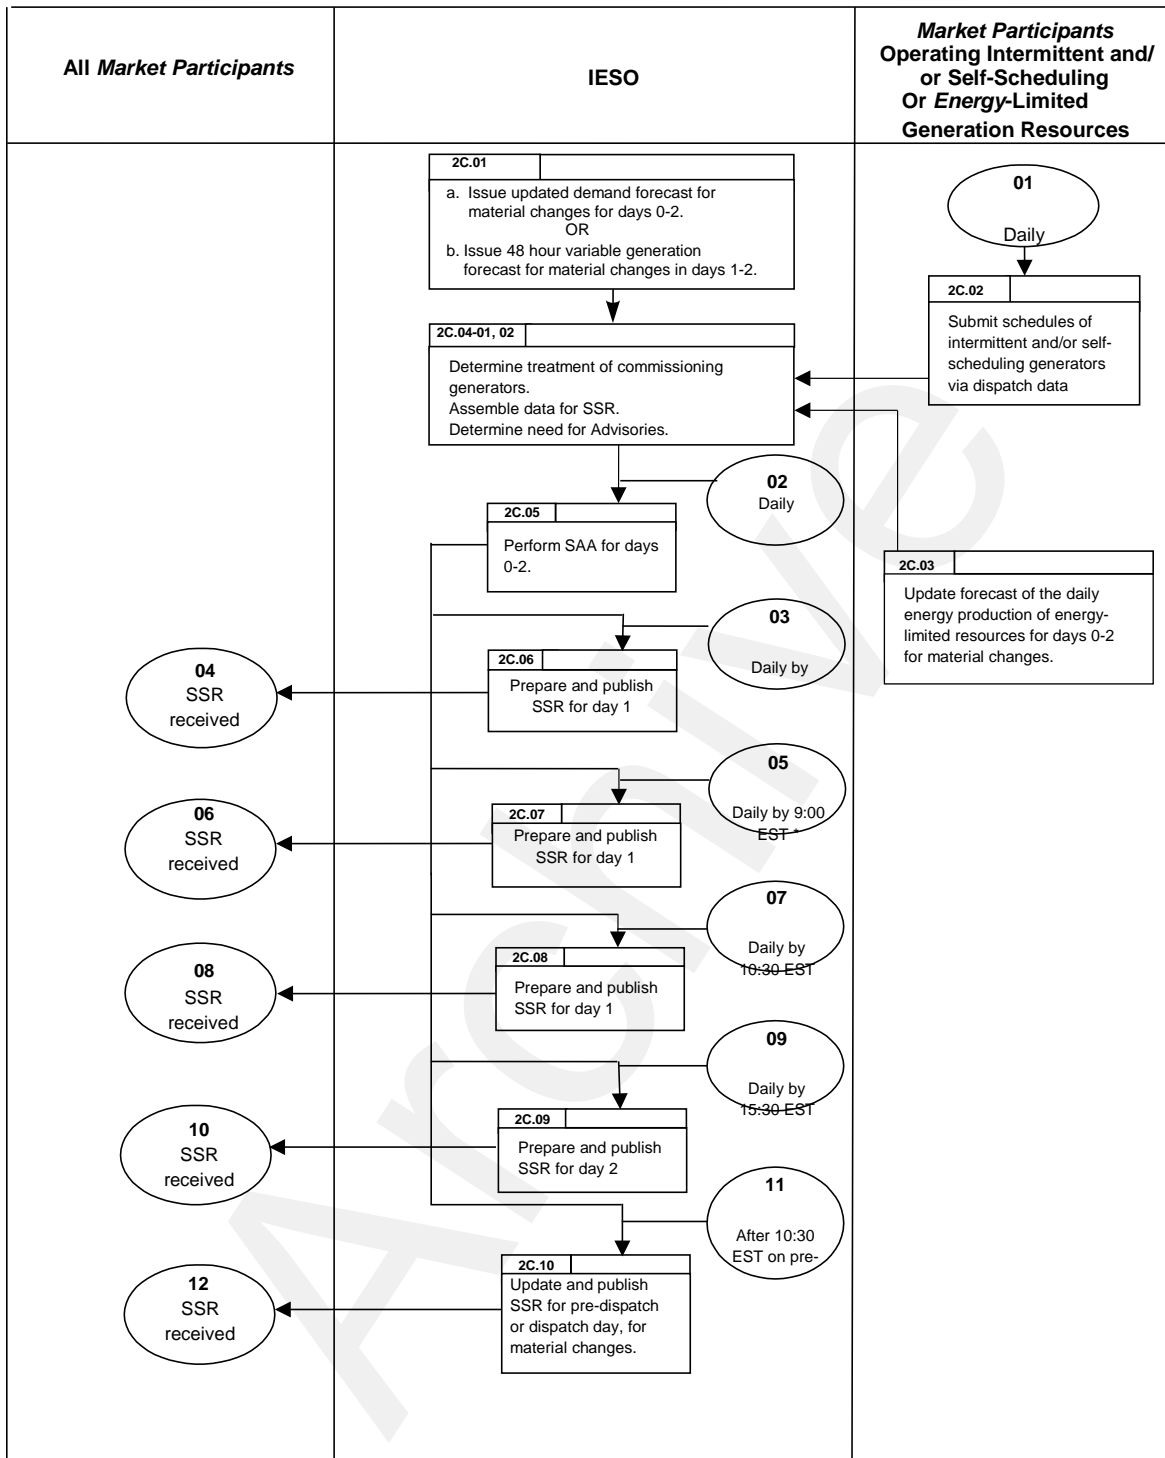 All Market Participants
IESO
Market Participants
Operating Intermittent and/
or Self-Scheduling
Or Energy-Limited
Generation Resources
2C.01
a. Issue updated demand forecast for
material changes for days 0-2.
OR
b. Issue 48 hour variable generation
forecast for material changes in days 1-2.
01
Daily
2C.02
Submit schedules of
intermittent and/or self-
scheduling generators
via dispatch data
2C.04-01, 02
Determine treatment of commissioning
generators.
Assemble data for SSR.
Determine need for Advisories.
02
Daily
2C.05
Perform SAA for days
0-2.
2C.03
Update forecast of the daily
energy production of energy-
limited resources for days 0-2
for material changes.
03
Daily by
2C.06
Prepare and publish
SSR for day 1
04
SSR
received
05
Daily by 9:00
EST *
2C.07
Prepare and publish
SSR for day 1
06
SSR
received
07
Daily by
10:30 EST
2C.08
Prepare and publish
SSR for day 1
08
SSR
received
09
Daily by
15:30 EST
2C.09
Prepare and publish
SSR for day 2
10
SSR
received
11
After 10:30
EST on pre-
2C.10
Update and publish
SSR for pre-dispatch
or dispatch day, for
material changes.
12
SSR
received
Archive